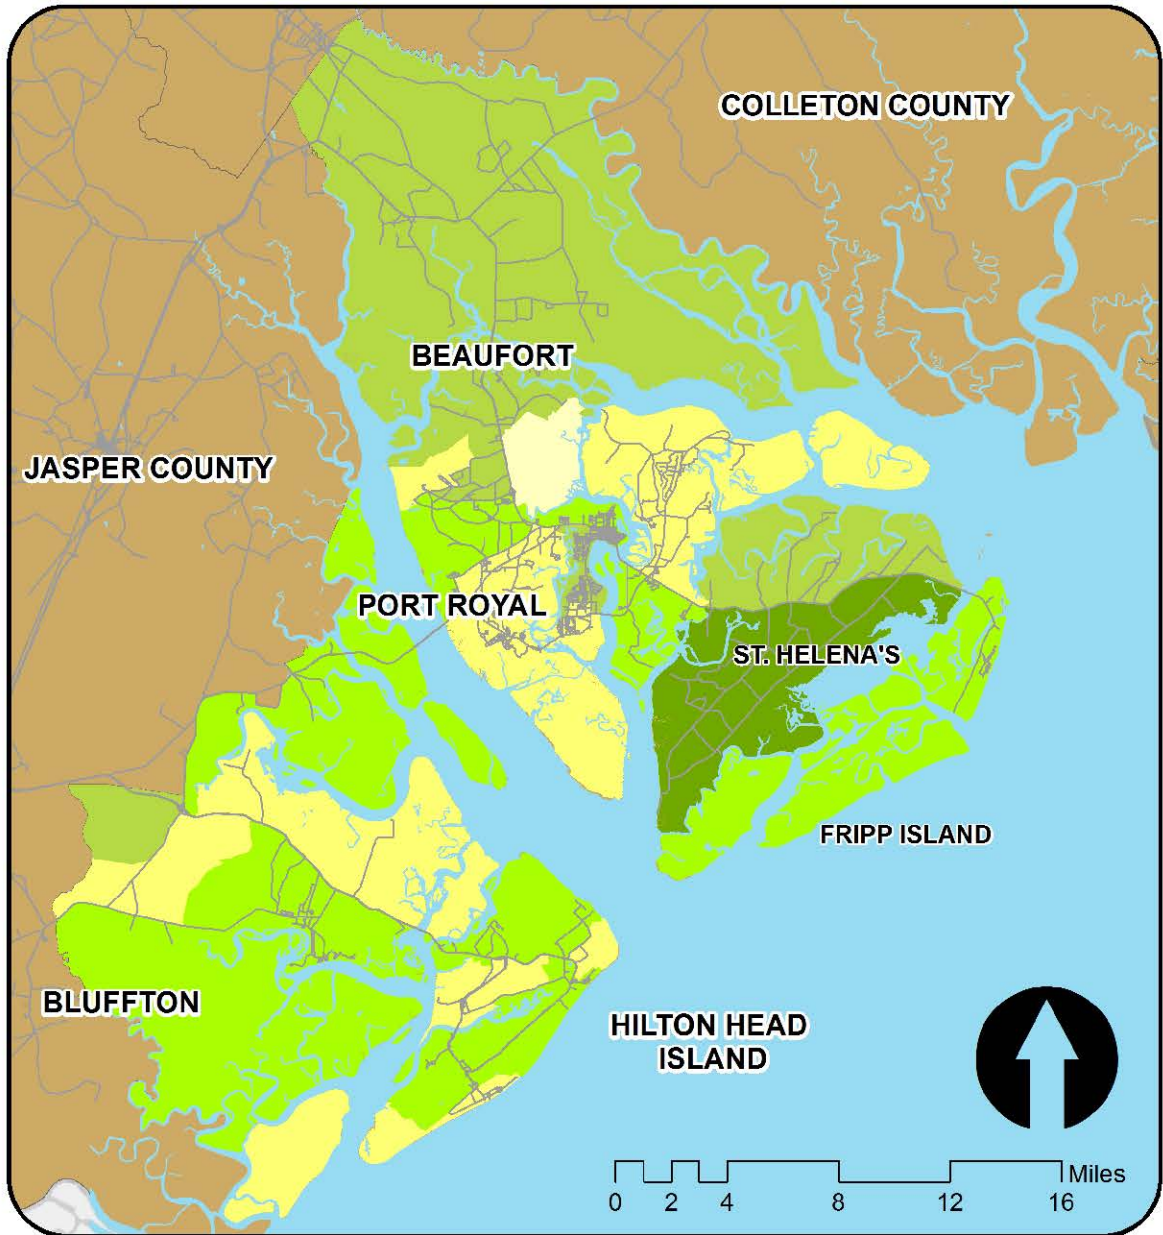 COLLETON COUNTY
BEAUFORT
JASPER COUNTY
PORT ROYAL
ST. HELENA'S
FRIPP ISLAND
BLUFFTON
HILTON HEAD
ISLAND
Miles
0 2 4 8 12 16